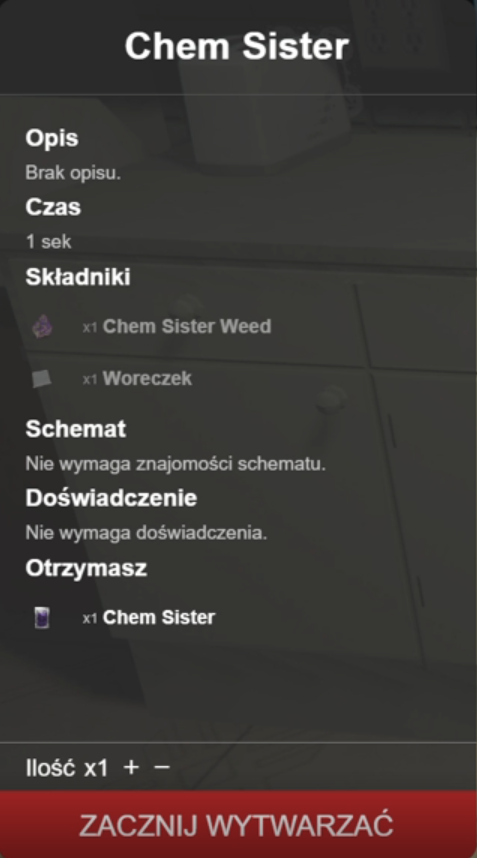 Chem Sister
Opis
Brak opisu.
Czas
1 sek
Składniki
x1 Chem Sister Weed
x1 Woreczek
Schemat
Nie wymaga znajomości schematu.
Doświadczenie
Nie wymaga doświadczenia.
Otrzymasz
x1 Chem Sister
Ilość x1 + −
ZACZNIJ WYTWARZAĆ